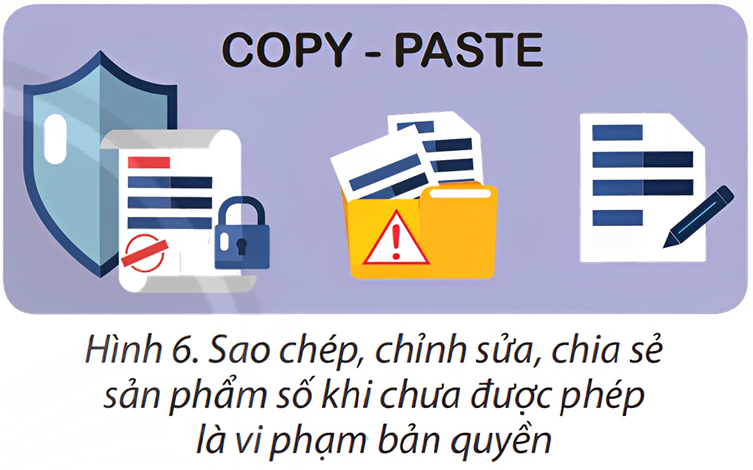 COPY - PASTE
Hình 6. Sao chép, chỉnh sửa, chia sẻ
sản phẩm số khi chưa được phép
là vi phạm bản quyền